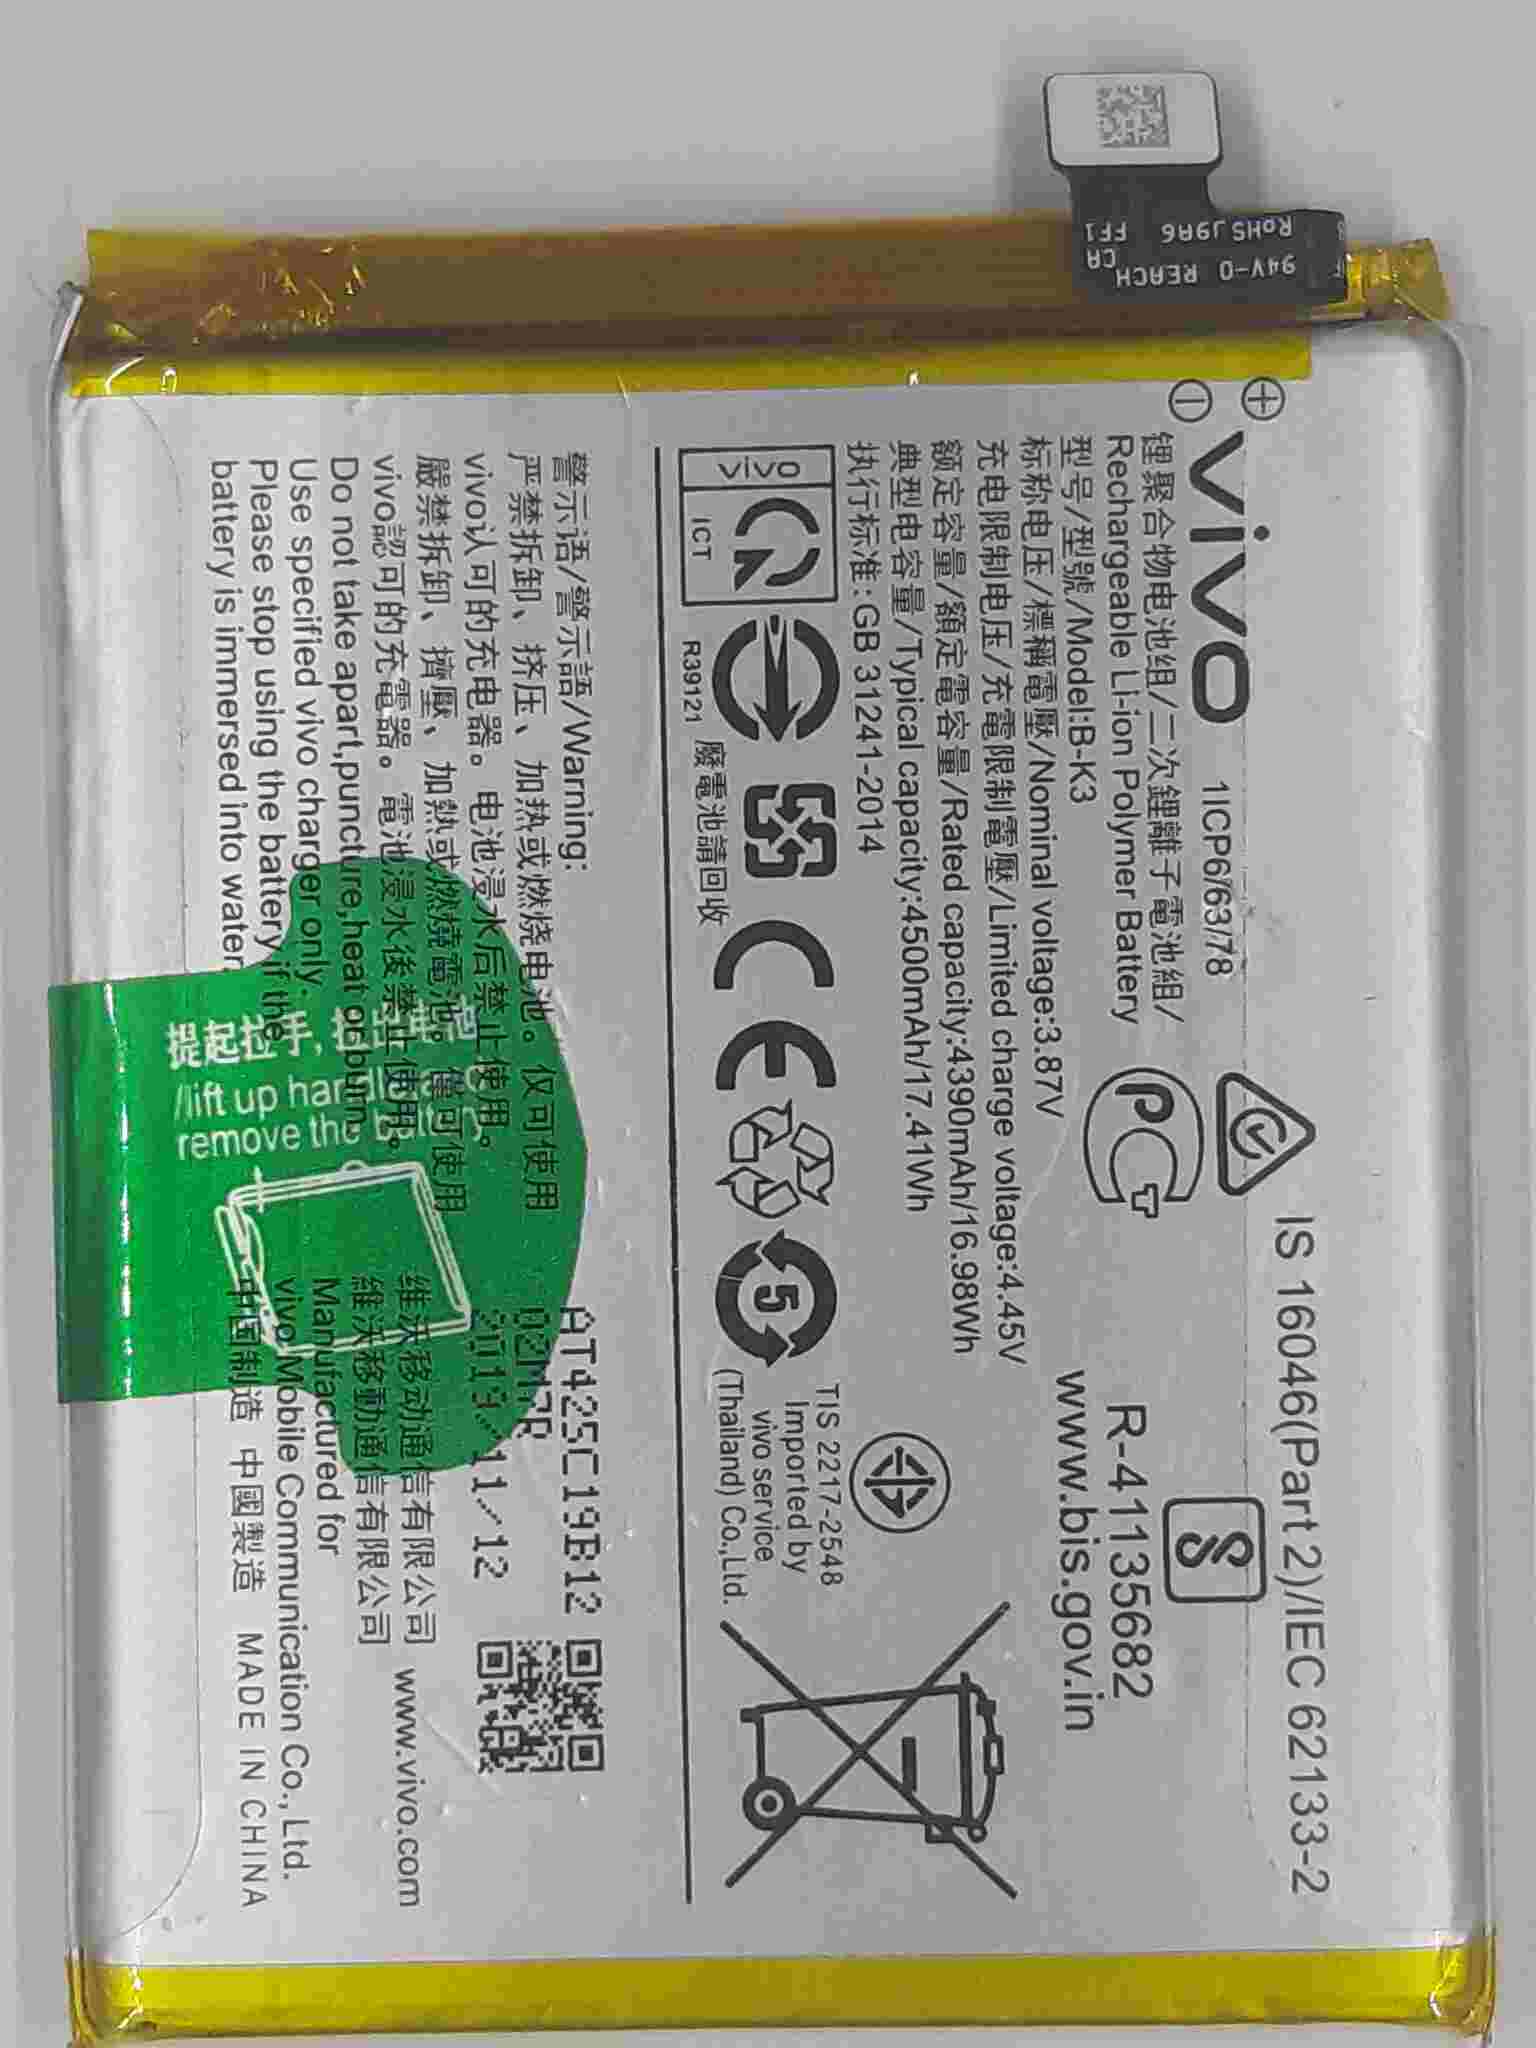 vivo
1ICP6/63/78
锂聚合物电池组/二次鋰離子電池組/
Rechargeable Li-ion Polymer Battery
型号/型號/Model:B-K3
标称电压/標稱電壓/Nominal voltage:3.87V
充电限制电压/充電限制電壓/Limited charge voltage:4.45V
额定容量/額定電容量/Rated capacity:4390mAh/16.98Wh
典型电容量/Typical capacity:4500mAh/17.41Wh
执行标准:GB 31241-2014
IS 16046(Part 2)/IEC 62133-2
R-41135682
www.bis.gov.in
vivo
ICT
R39121
廢電池請回收
5
TIS 2217-2548
Imported by
vivo service
(Thailand) Co.,Ltd.
警示语/警示語/Warning:
严禁拆卸、挤压、加热或燃烧电池。仅可使用
vivo认可的充电器。电池浸水后禁止使用。
嚴禁拆卸、擠壓、加熱或燃燒電池。僅可使用
vivo認可的充電器。電池浸水後禁止使用。
Do not take apart,puncture,heat or burn.
Use specified vivo charger only.
Please stop using the battery if the
battery is immersed into water.
AT425C19B12
2019/11/12
维沃移动通信有限公司
維沃移動通信有限公司
www.vivo.com
Manufactured for
vivo Mobile Communication Co., Ltd.
中国制造 中國製造 MADE IN CHINA
提起拉手,
/lift up
remove the
94V-0 REACH CA
RoHS J9A6 FF1